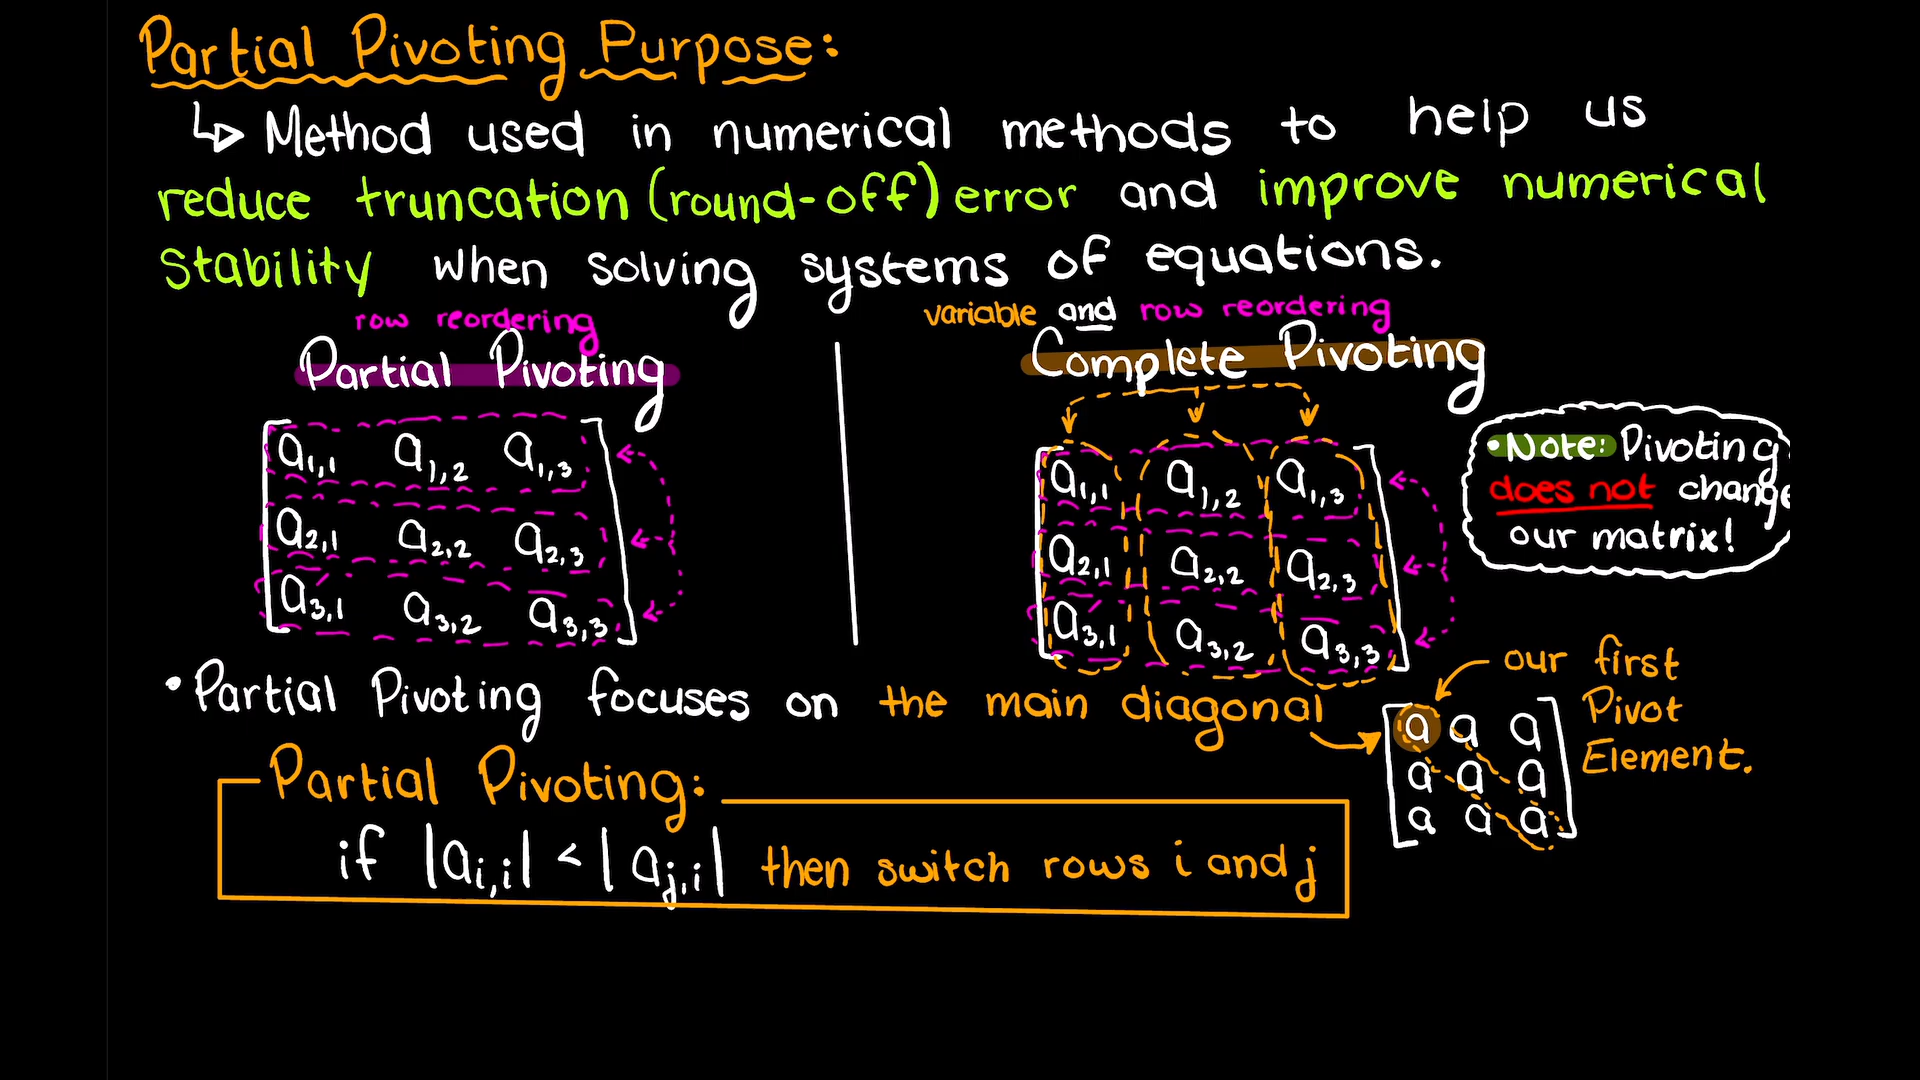 Partial Pivoting Purpose:
↳ Method used in numerical methods to help us
reduce truncation (round-off) error and improve numerical
stability when solving systems of equations.
row reordering
Partial Pivoting
a1,1 a1,2 a1,3
a2,1 a2,2 a2,3
a3,1 a3,2 a3,3
variable and row reordering
Complete Pivoting
a1,1 a1,2 a1,3
a2,1 a2,2 a2,3
a3,1 a3,2 a3,3
• Note: Pivoting
does not change
our matrix!
• Partial Pivoting focuses on the main diagonal
our first
Pivot
Element.
a a a
a a a
a a a
Partial Pivoting:
if |ai,i| < |aj,i| then switch rows i and j